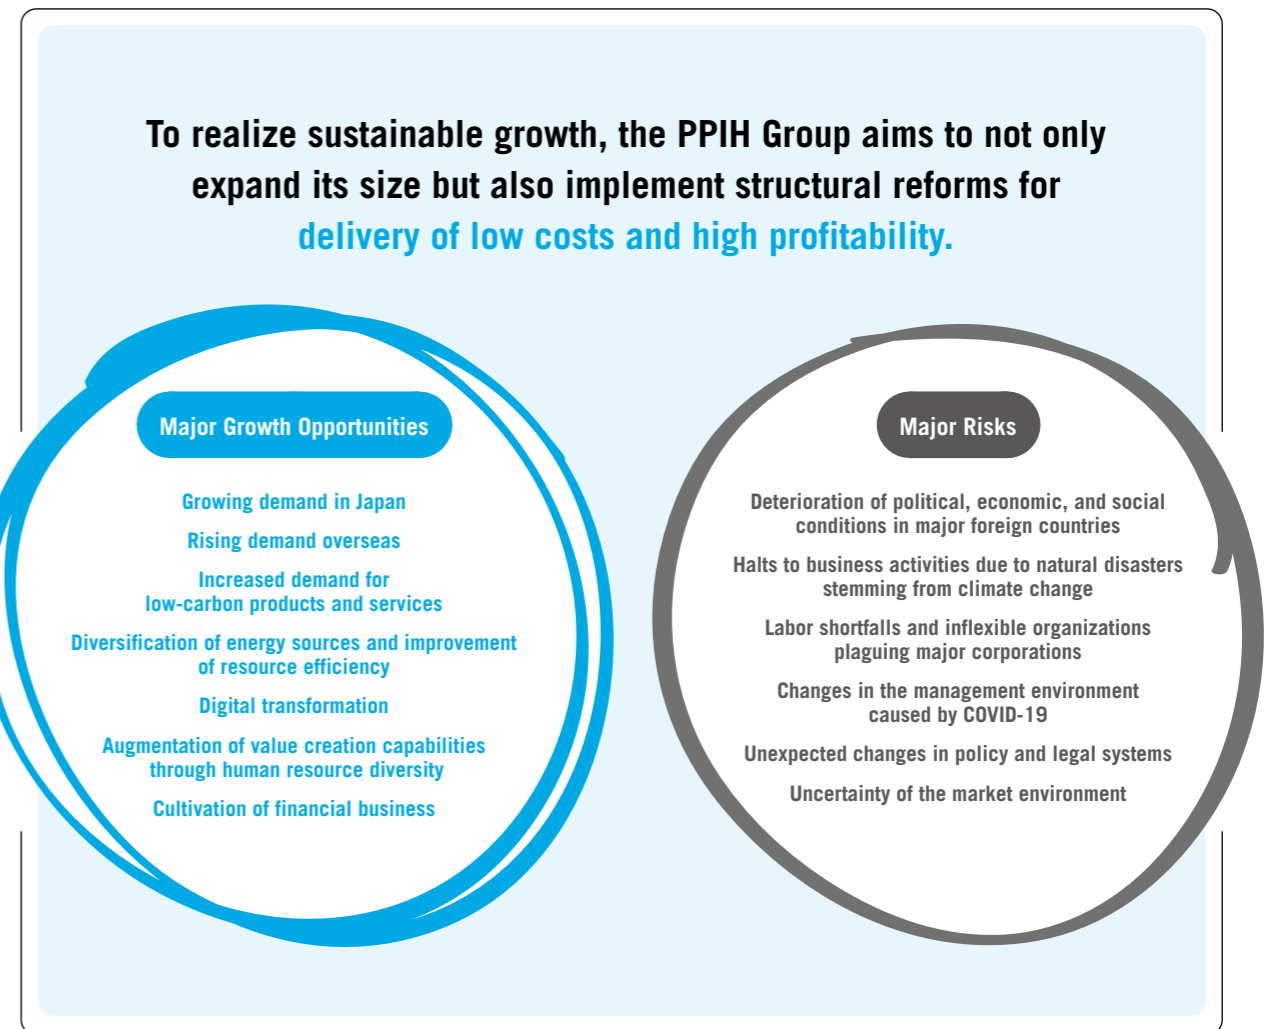 To realize sustainable growth, the PPIH Group aims to not only
expand its size but also implement structural reforms for
delivery of low costs and high profitability.
Major Growth Opportunities
Growing demand in Japan
Rising demand overseas
Increased demand for
low-carbon products and services
Diversification of energy sources and improvement
of resource efficiency
Digital transformation
Augmentation of value creation capabilities
through human resource diversity
Cultivation of financial business
Major Risks
Deterioration of political, economic, and social
conditions in major foreign countries
Halts to business activities due to natural disasters
stemming from climate change
Labor shortfalls and inflexible organizations
plaguing major corporations
Changes in the management environment
caused by COVID-19
Unexpected changes in policy and legal systems
Uncertainty of the market environment